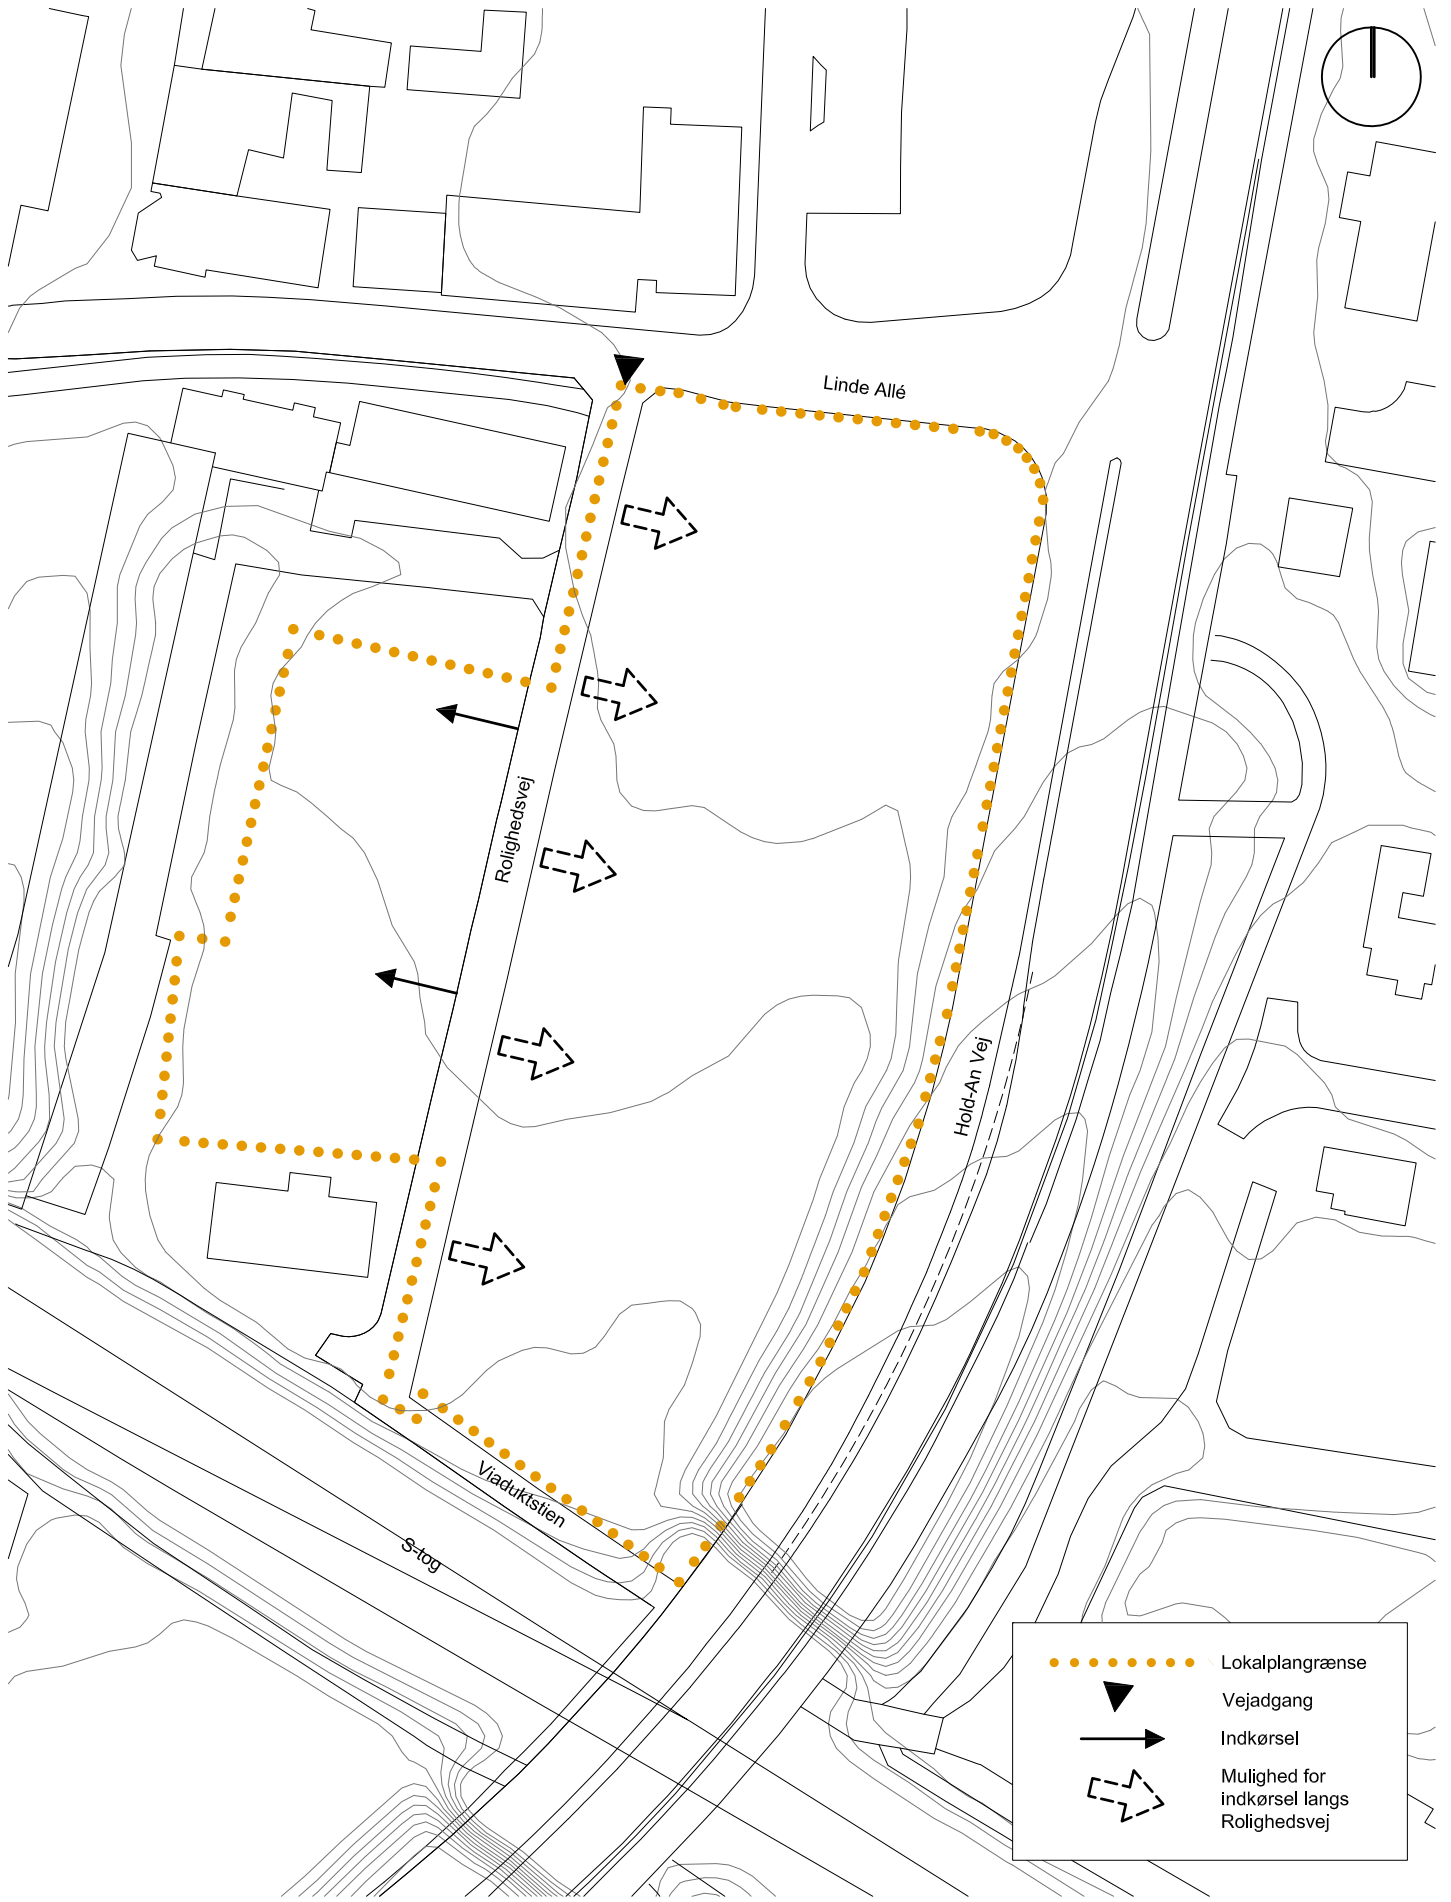 Linde Allé
Rolighedsvej
Hold-An Vej
Viaduktstien
S-tog
Lokalplangrænse
Vejadgang
Indkørsel
Mulighed for
indkørsel langs
Rolighedsvej